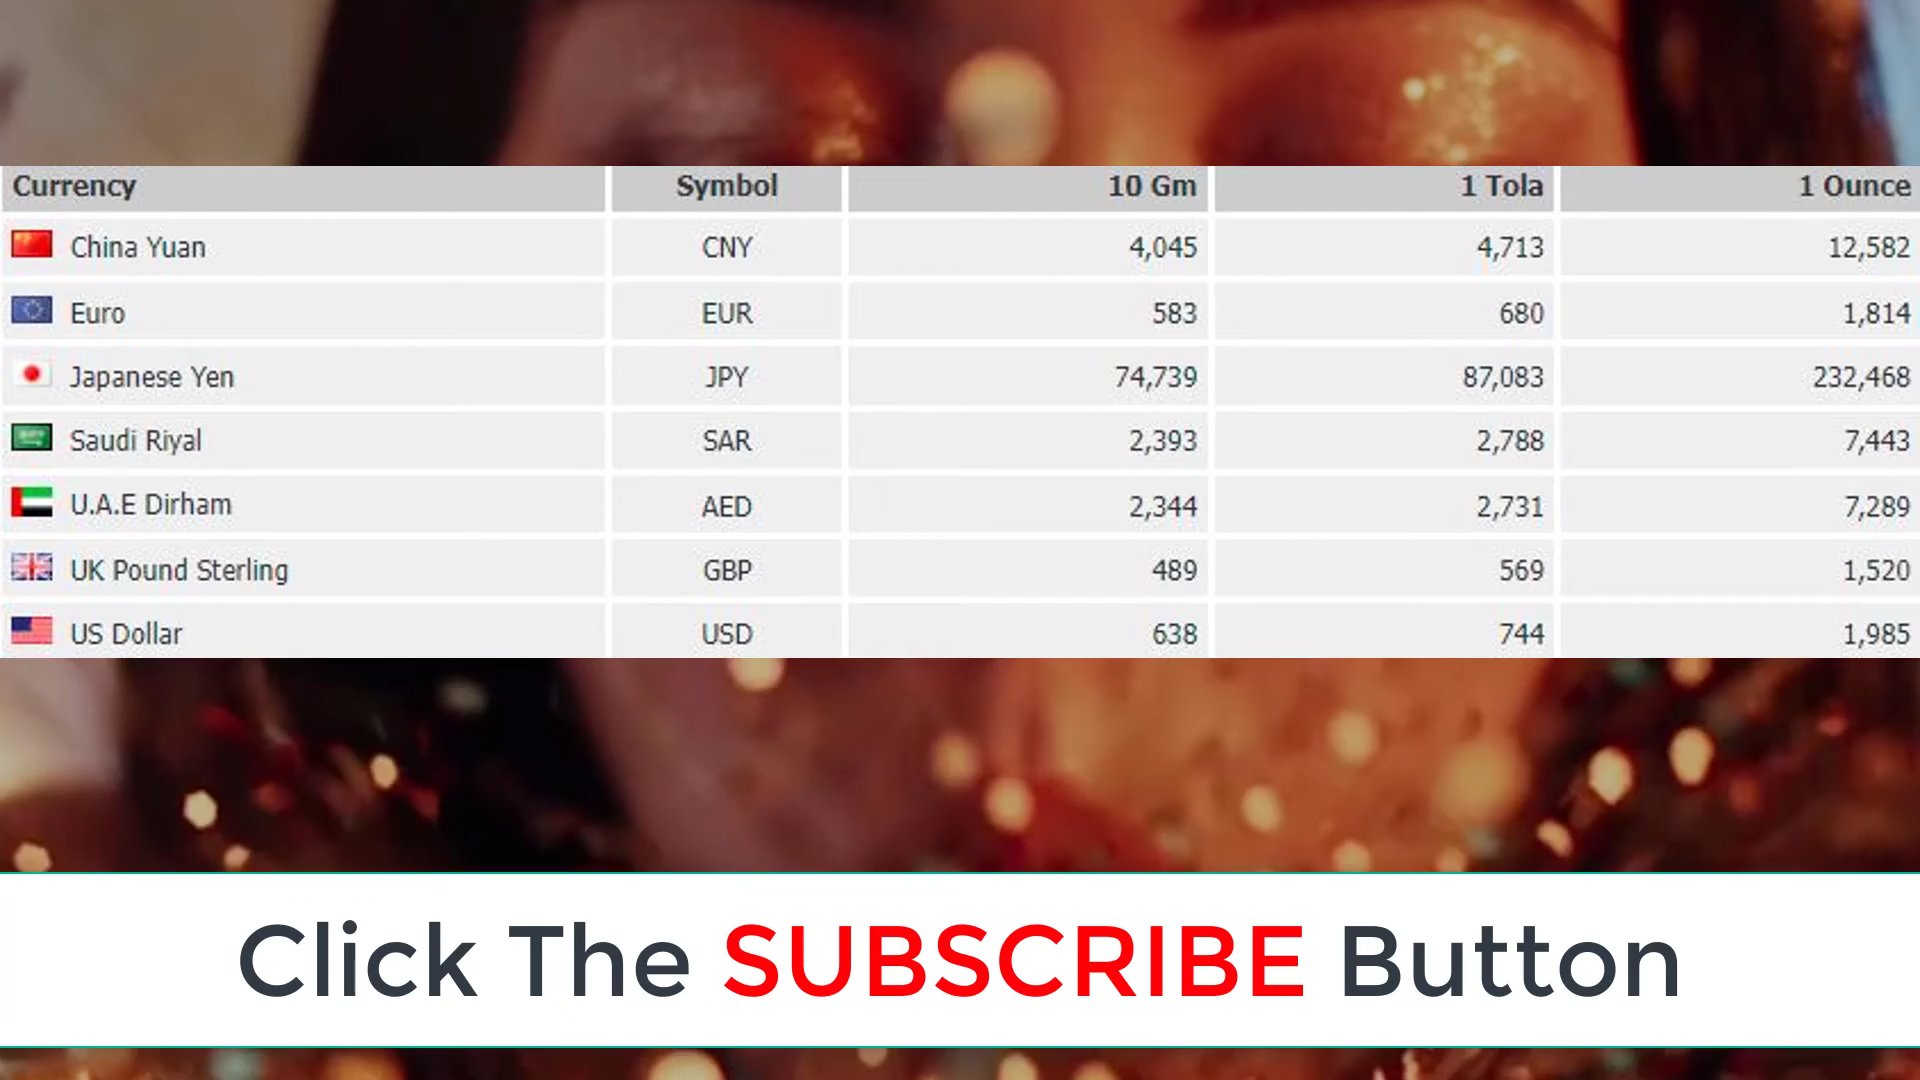 Currency Symbol 10 Gm 1 Tola 1 Ounce
China Yuan CNY 4,045 4,713 12,582
Euro EUR 583 680 1,814
Japanese Yen JPY 74,739 87,083 232,468
Saudi Riyal SAR 2,393 2,788 7,443
U.A.E Dirham AED 2,344 2,731 7,289
UK Pound Sterling GBP 489 569 1,520
US Dollar USD 638 744 1,985
Click The SUBSCRIBE Button